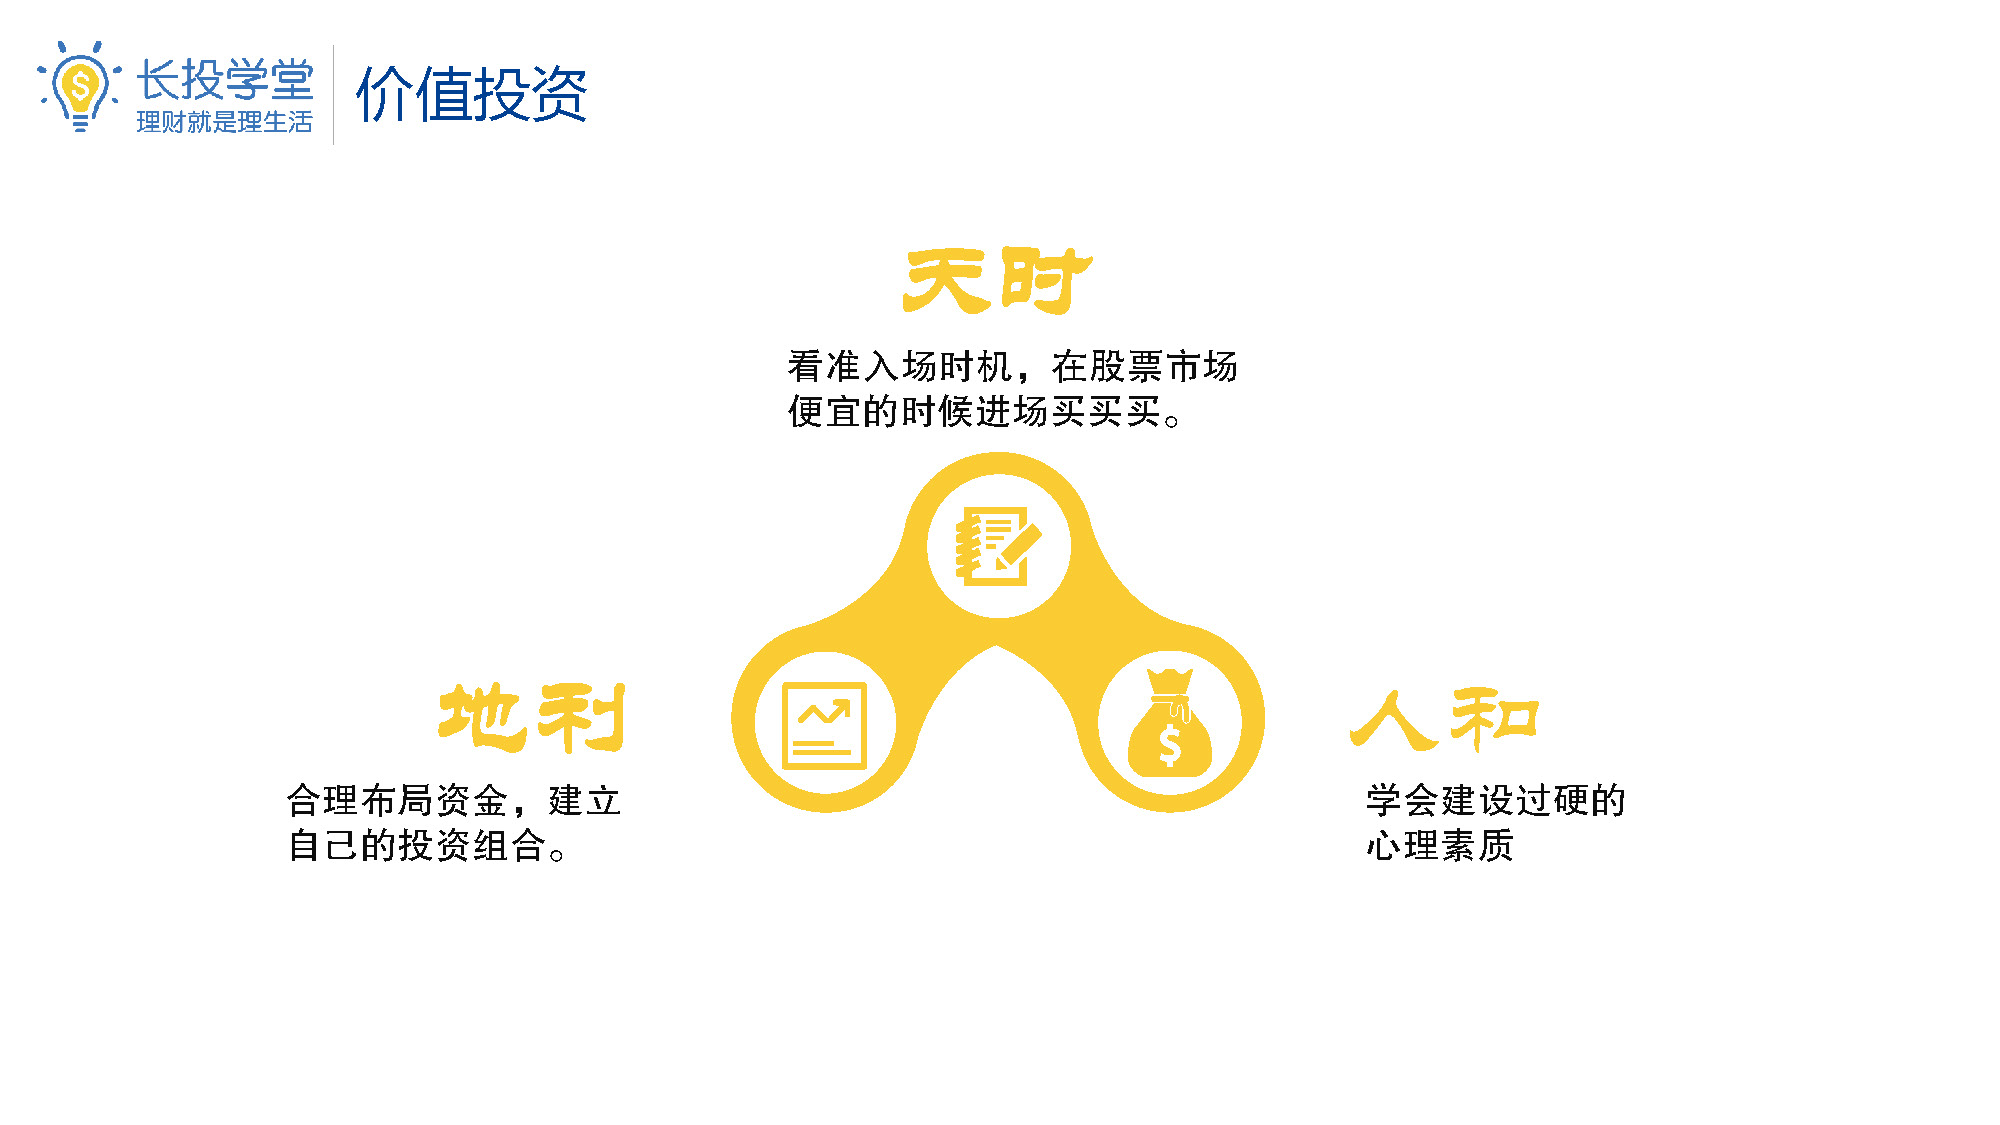 长投学堂
理财就是理生活
价值投资
天时
看准入场时机，在股票市场
便宜的时候进场买买买。
地利
合理布局资金，建立
自己的投资组合。
人和
学会建设过硬的
心理素质
$
$